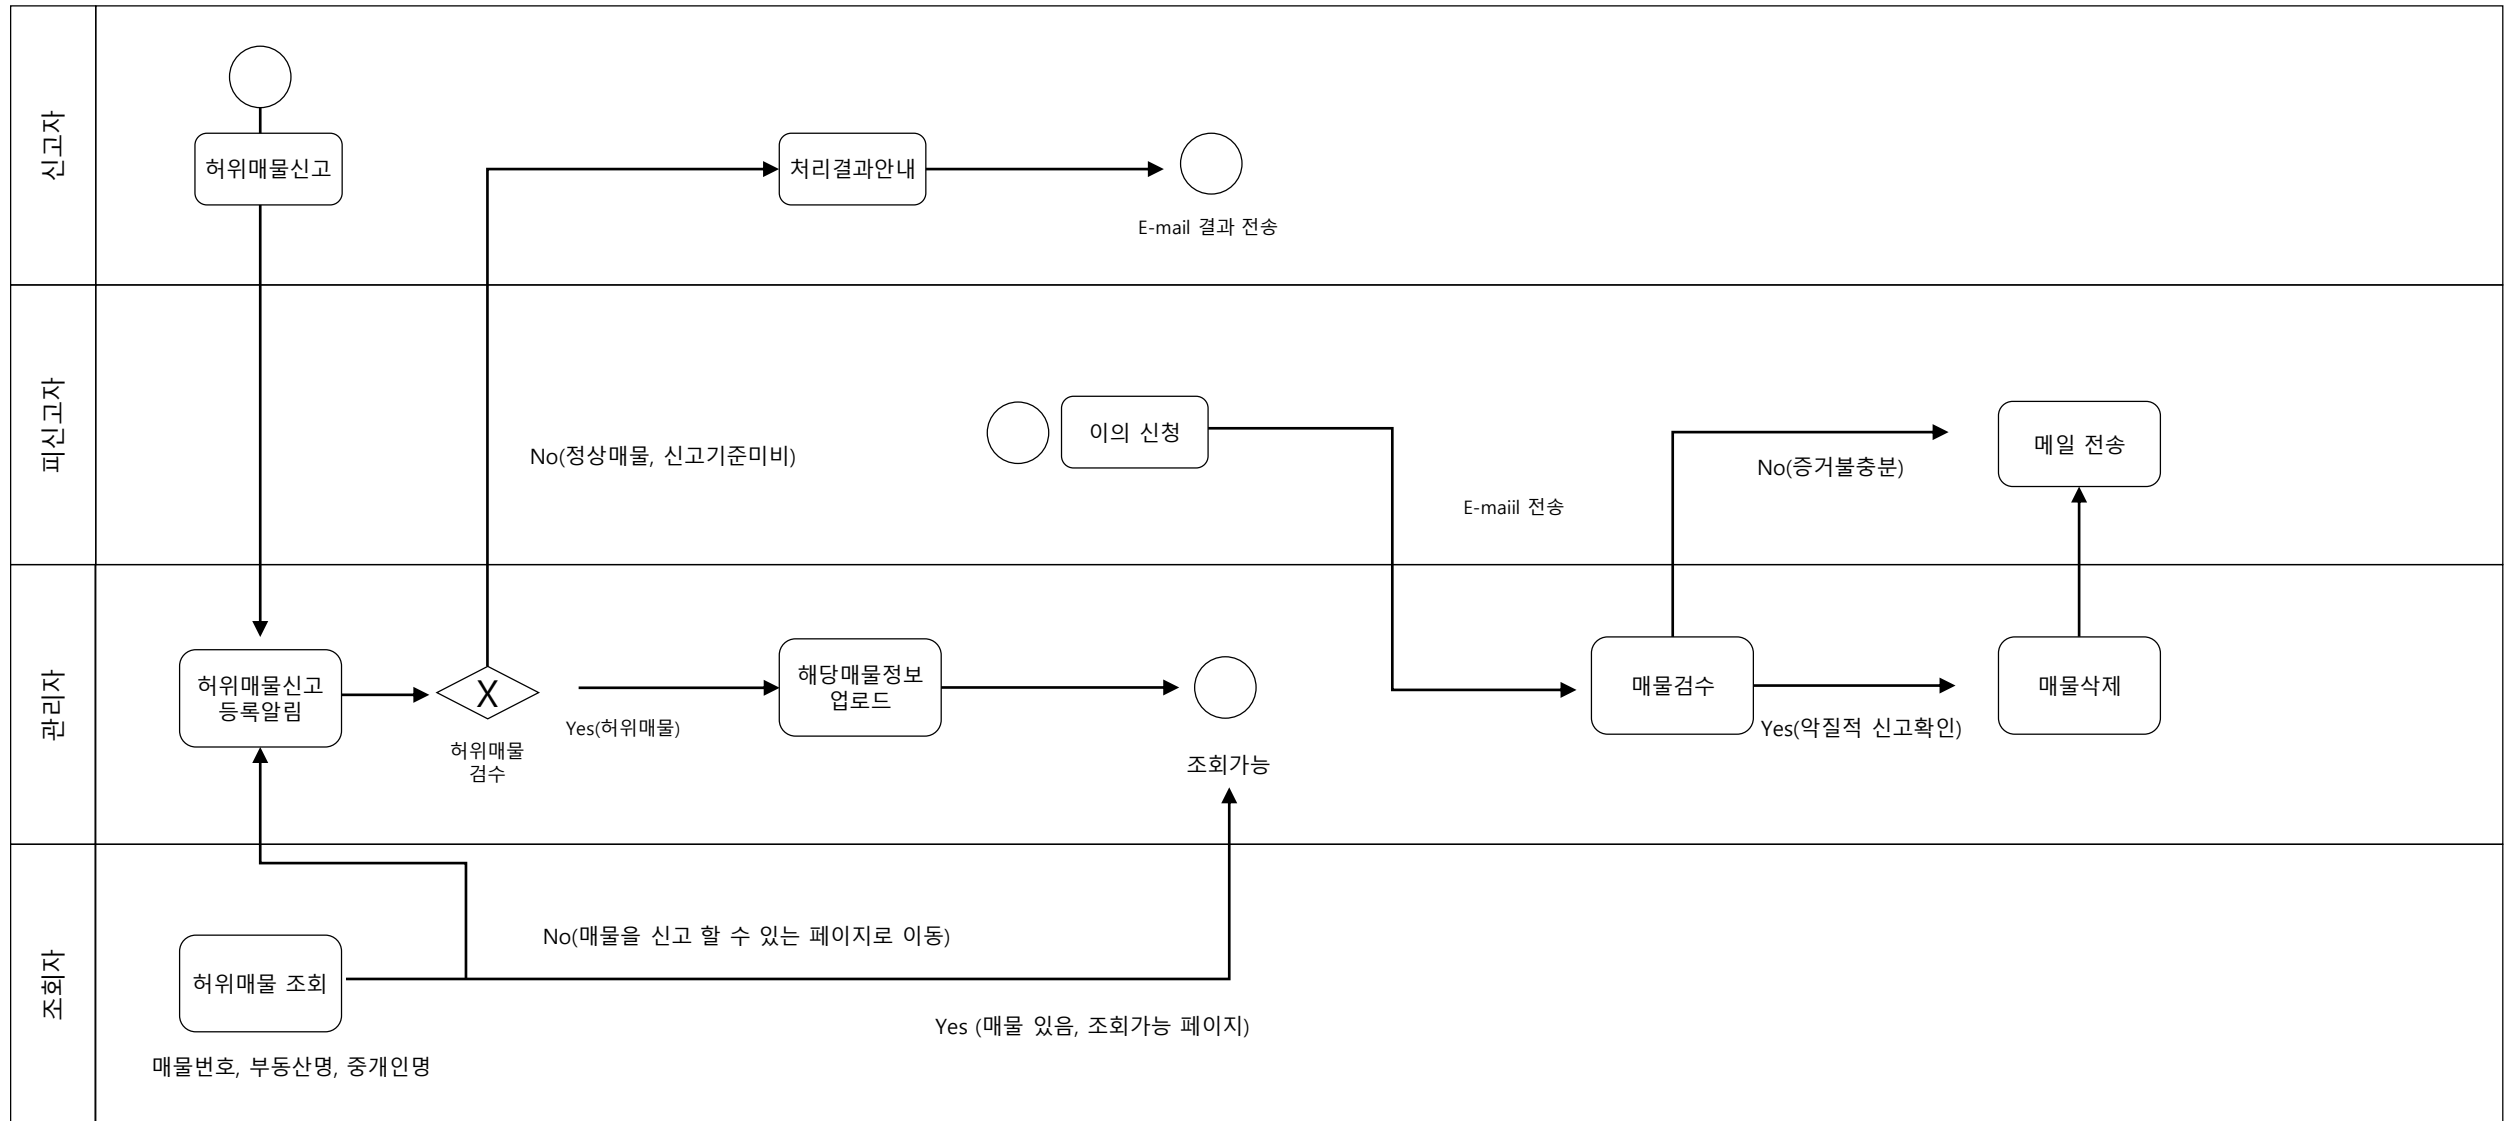 신고자
허위매물신고
처리결과안내
E-mail 결과 전송
피신고자
No(정상매물, 신고기준미비)
이의 신청
E-maiil 전송
No(증거불충분)
메일 전송
관리자
허위매물신고
등록알림
X
허위매물
검수
Yes(허위매물)
해당매물정보
업로드
조회가능
매물검수
Yes(악질적 신고확인)
매물삭제
조회자
허위매물 조회
매물번호, 부동산명, 중개인명
No(매물을 신고 할 수 있는 페이지로 이동)
Yes (매물 있음, 조회가능 페이지)